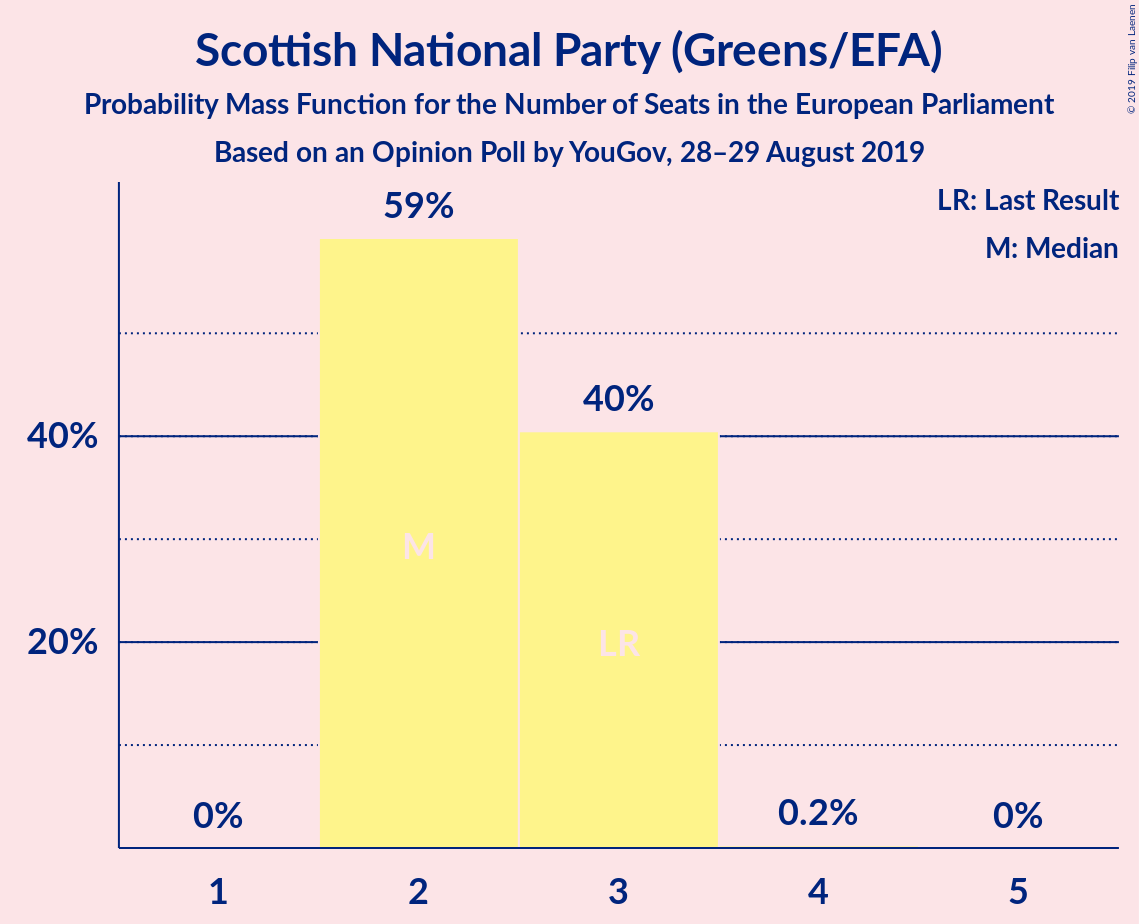 Scottish National Party (Greens/EFA)
Probability Mass Function for the Number of Seats in the European Parliament
Based on an Opinion Poll by YouGov, 28–29 August 2019
© 2019 Filip van Laenen
LR: Last Result
M: Median
59%
40%
40%
M
LR
20%
0%
0.2%
0%
1
2
3
4
5